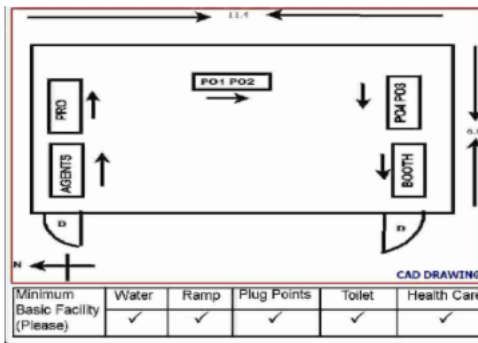 11.4
PO1 PO2
PRO
PO4 PO3
AGENTS
BOOTH
D
D
N
CAD DRAWING
Minimum Basic Facility (Please) Water Ramp Plug Points Toilet Health Care
✓ ✓ ✓ ✓ ✓